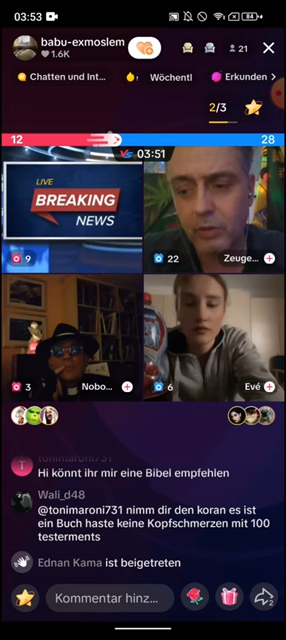 03:53
84
babu-exmoslem
1.6K
21
Chatten und Int...
Wöchentl
Erkunden
2/3
12
VS 03:51
28
LIVE
BREAKING
NEWS
9
22
Zeuge...
3
Nobo...
6
Evé
T
tonimaroni731
Hi könnt ihr mir eine Bibel empfehlen
Wali_d48
@tonimaroni731 nimm dir den koran es ist
ein Buch haste keine Kopfschmerzen mit 100
testerments
Ednan Kama ist beigetreten
Kommentar hinz...
2